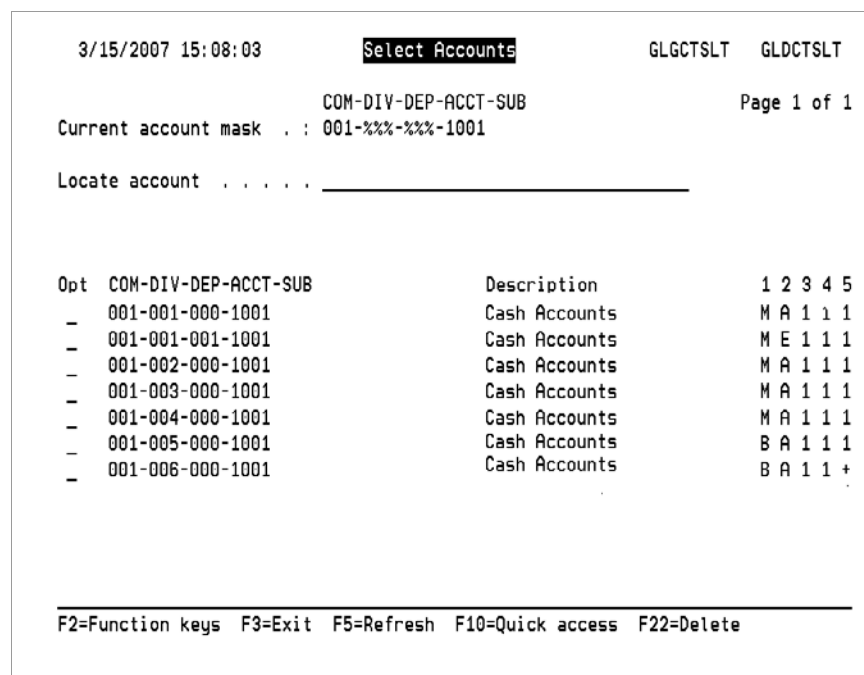 3/15/2007 15:08:03 Select Accounts GLGCTSLT GLDCTSLT
COM-DIV-DEP-ACCT-SUB Page 1 of 1
Current account mask . : 001-%%%-%%%-1001
Locate account . . . . .
Opt COM-DIV-DEP-ACCT-SUB Description 1 2 3 4 5
001-001-000-1001 Cash Accounts M A 1 1 1
001-001-001-1001 Cash Accounts M E 1 1 1
001-002-000-1001 Cash Accounts M A 1 1 1
001-003-000-1001 Cash Accounts M A 1 1 1
001-004-000-1001 Cash Accounts M A 1 1 1
001-005-000-1001 Cash Accounts B A 1 1 1
001-006-000-1001 Cash Accounts B A 1 1 +
F2=Function keys F3=Exit F5=Refresh F10=Quick access F22=Delete